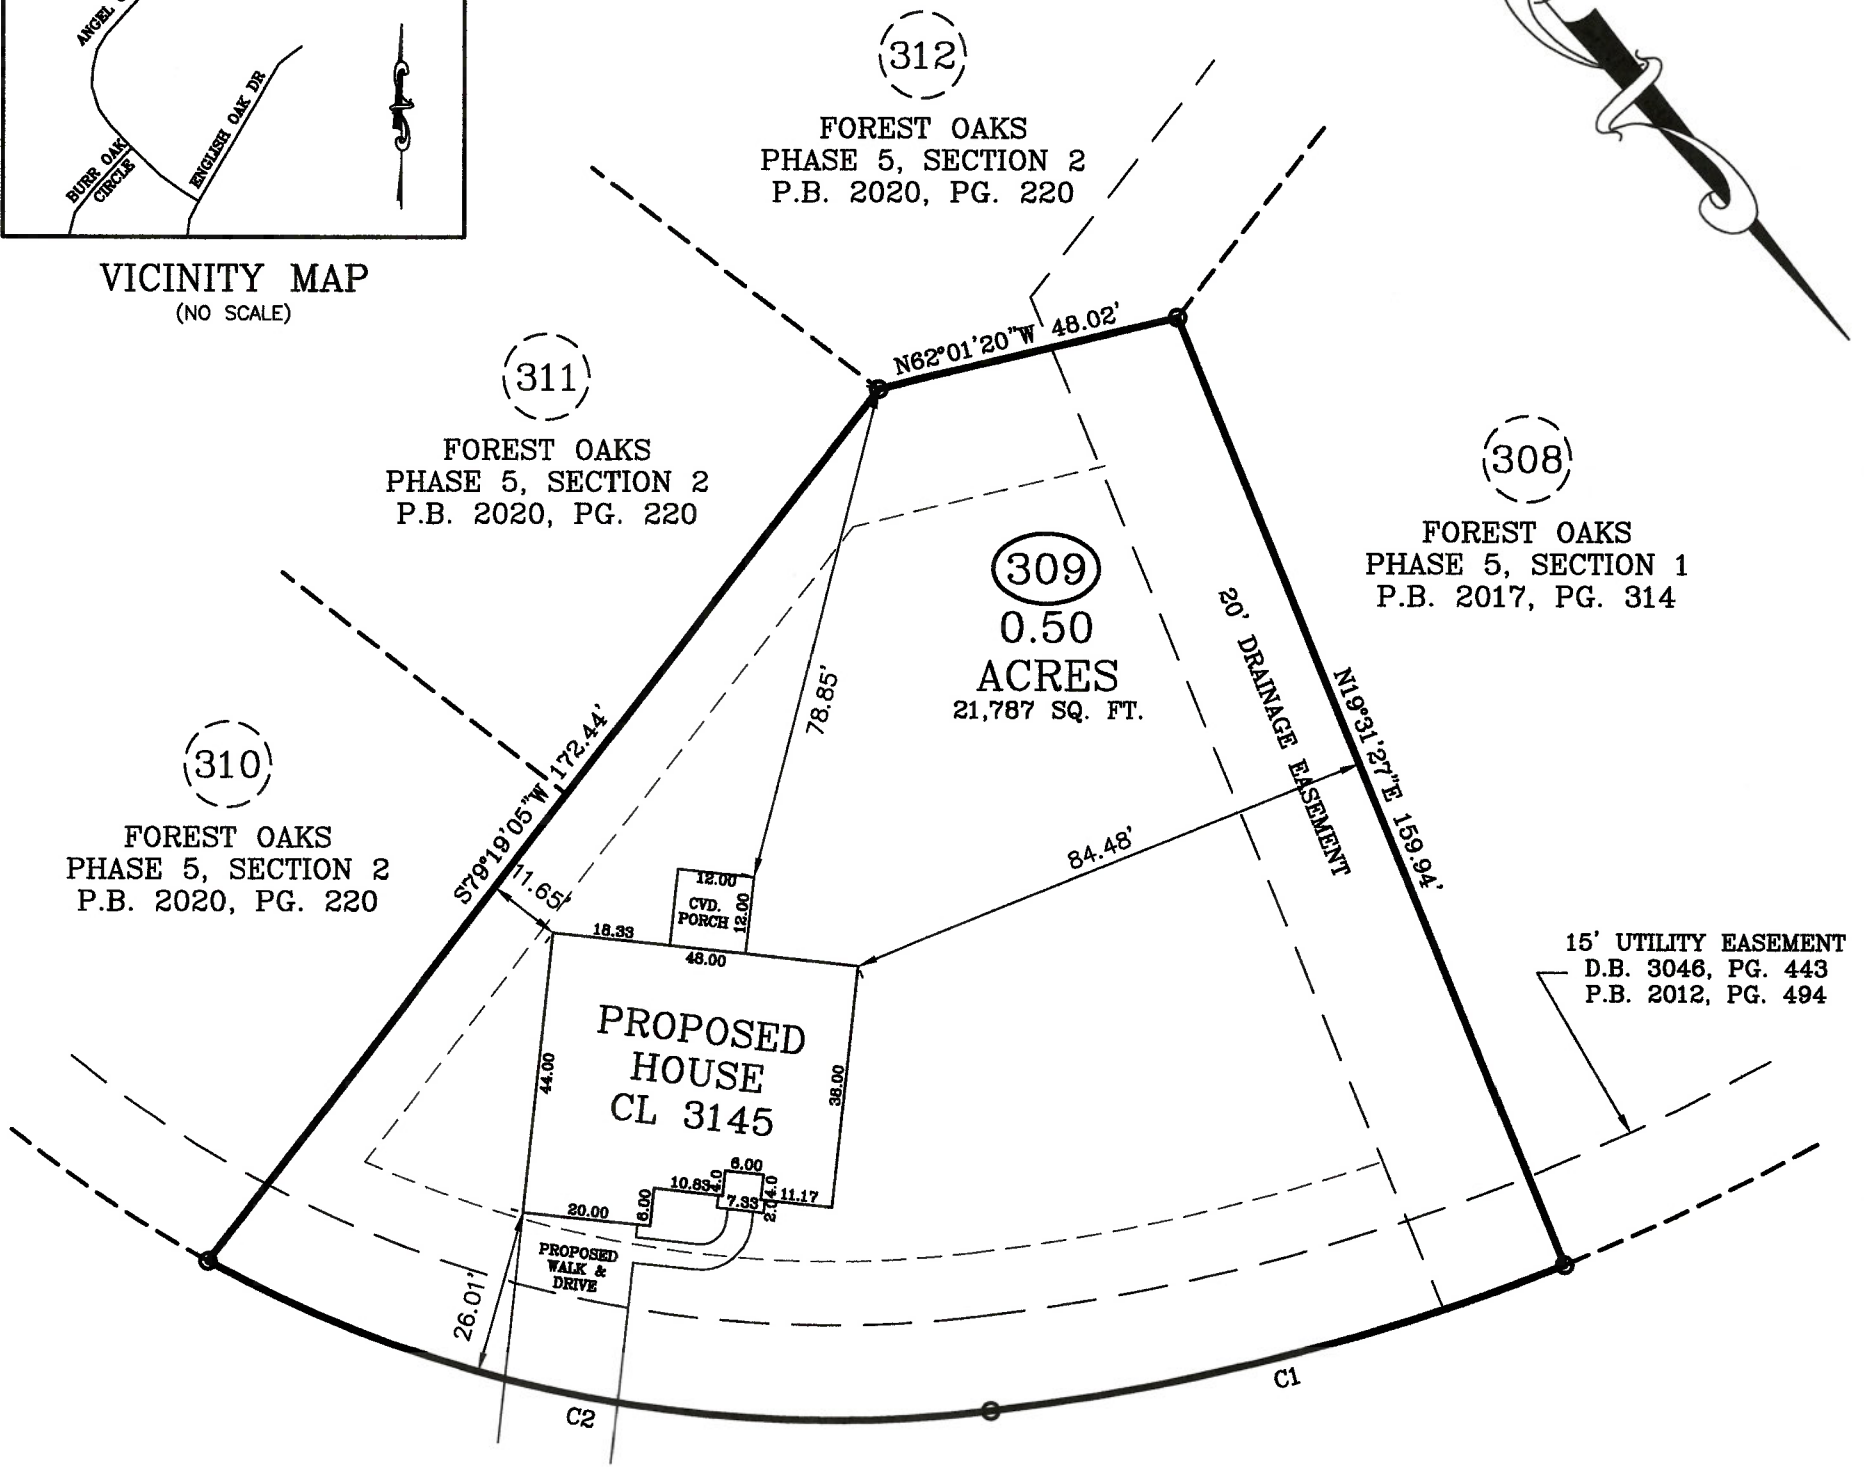 ANGEL
BURR OAK
CIRCLE
ENGLISH OAK DR
VICINITY MAP
(NO SCALE)
312
FOREST OAKS
PHASE 5, SECTION 2
P.B. 2020, PG. 220
N62°01'20"W 48.02'
311
FOREST OAKS
PHASE 5, SECTION 2
P.B. 2020, PG. 220
308
FOREST OAKS
PHASE 5, SECTION 1
P.B. 2017, PG. 314
309
0.50
ACRES
21,787 SQ. FT.
20' DRAINAGE EASEMENT
N19°31'27"E 159.94'
78.85'
310
FOREST OAKS
PHASE 5, SECTION 2
P.B. 2020, PG. 220
S79°19'05"W 172.44'
11.65'
84.48'
12.00
CVD.
PORCH
12.00
18.33
48.00
15' UTILITY EASEMENT
D.B. 3046, PG. 443
P.B. 2012, PG. 494
PROPOSED
HOUSE
CL 3145
44.00
38.00
6.00
10.83
4.0
4.0
7.33
11.17
2.0
20.00
6.00
PROPOSED
WALK &
DRIVE
26.01'
C1
C2